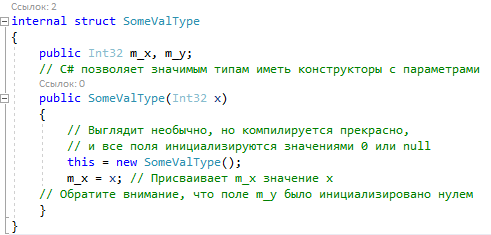 Ссылок: 2
internal struct SomeValType
{
public Int32 m_x, m_y;
// C# позволяет значимым типам иметь конструкторы с параметрами
Ссылок: 0
public SomeValType(Int32 x)
{
// Выглядит необычно, но компилируется прекрасно,
// и все поля инициализируются значениями 0 или null
this = new SomeValType();
m_x = x; // Присваивает m_x значение x
// Обратите внимание, что поле m_y было инициализировано нулем
}
}